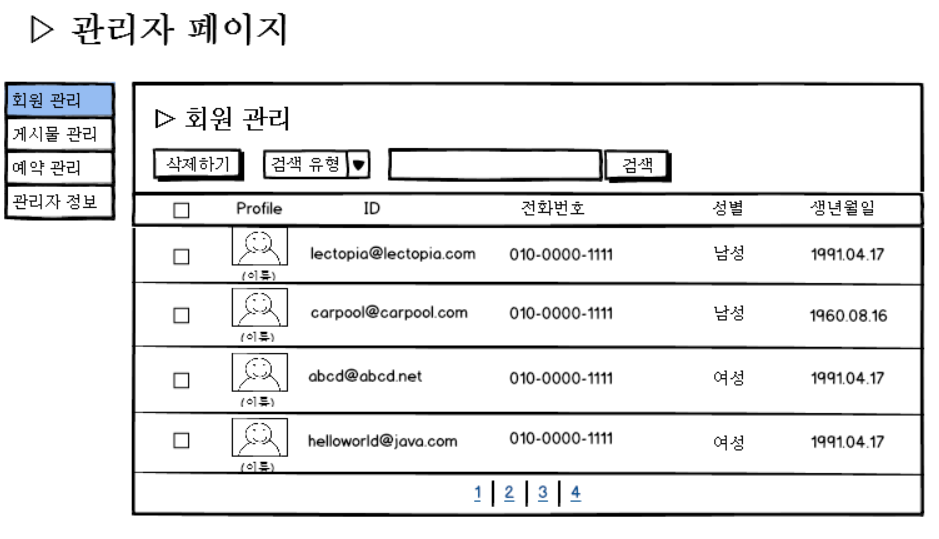 ▷ 관리자 페이지
회원 관리
게시물 관리
예약 관리
관리자 정보
▷ 회원 관리
삭제하기 검색 유형 검색
Profile ID 전화번호 성별 생년월일
lectopia@lectopia.com 010-0000-1111 남성 1991.04.17
(이름)
carpool@carpool.com 010-0000-1111 남성 1960.08.16
(이름)
abcd@abcd.net 010-0000-1111 여성 1991.04.17
(이름)
helloworld@java.com 010-0000-1111 여성 1991.04.17
(이름)
1 | 2 | 3 | 4